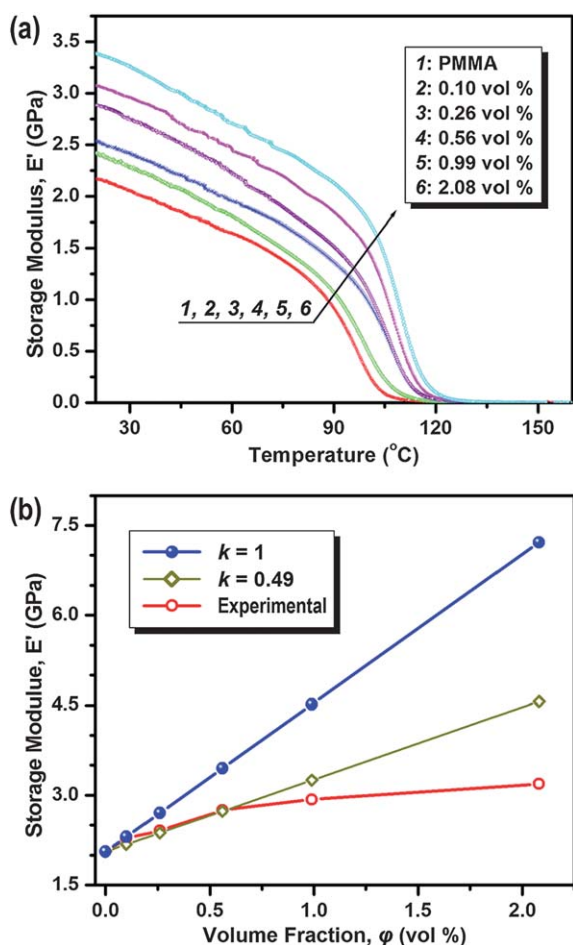 (a)
3.5
3.0
2.5
2.0
1.5
1.0
0.5
0.0
Storage Modulus, E' (GPa)
1: PMMA
2: 0.10 vol %
3: 0.26 vol %
4: 0.56 vol %
5: 0.99 vol %
6: 2.08 vol %
1, 2, 3, 4, 5, 6
30 60 90 120 150
Temperature (°C)
(b)
7.5
6.0
4.5
3.0
1.5
Storage Modulue, E' (GPa)
k = 1
k = 0.49
Experimental
0.0 0.5 1.0 1.5 2.0
Volume Fraction, φ (vol %)